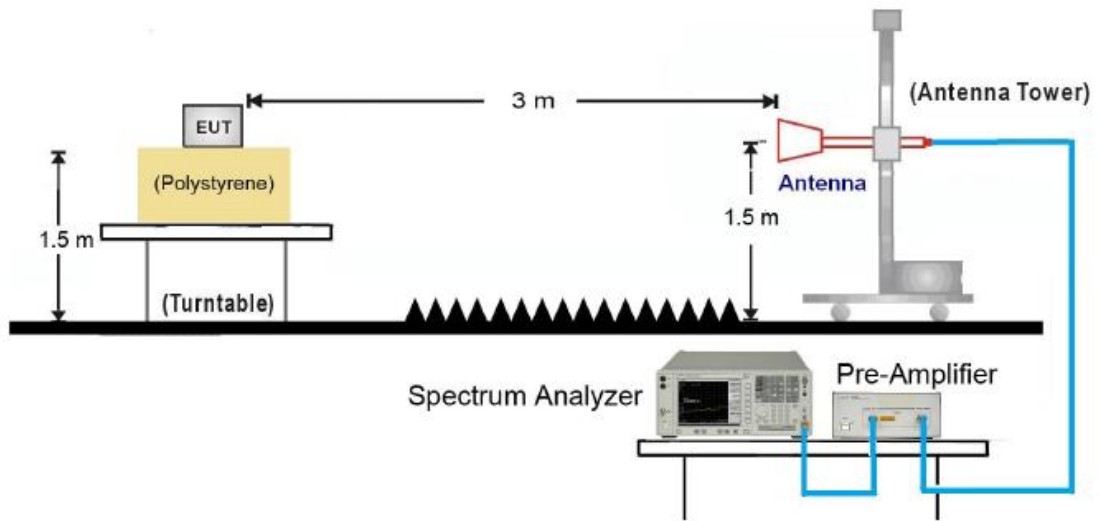 3 m
(Antenna Tower)
EUT
(Polystyrene)
Antenna
1.5 m
1.5 m
(Turntable)
Spectrum Analyzer
Pre-Amplifier